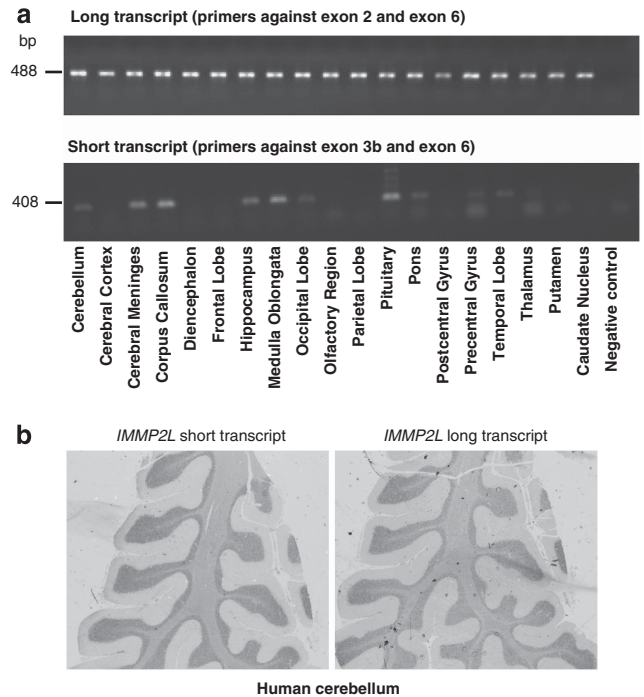 a
Long transcript (primers against exon 2 and exon 6)
bp
488
Short transcript (primers against exon 3b and exon 6)
408
Cerebellum
Cerebral Cortex
Cerebral Meninges
Corpus Callosum
Diencephalon
Frontal Lobe
Hippocampus
Medulla Oblongata
Occipital Lobe
Olfactory Region
Parietal Lobe
Pituitary
Pons
Postcentral Gyrus
Precentral Gyrus
Temporal Lobe
Thalamus
Putamen
Caudate Nucleus
Negative control
b
IMMP2L short transcript
IMMP2L long transcript
Human cerebellum